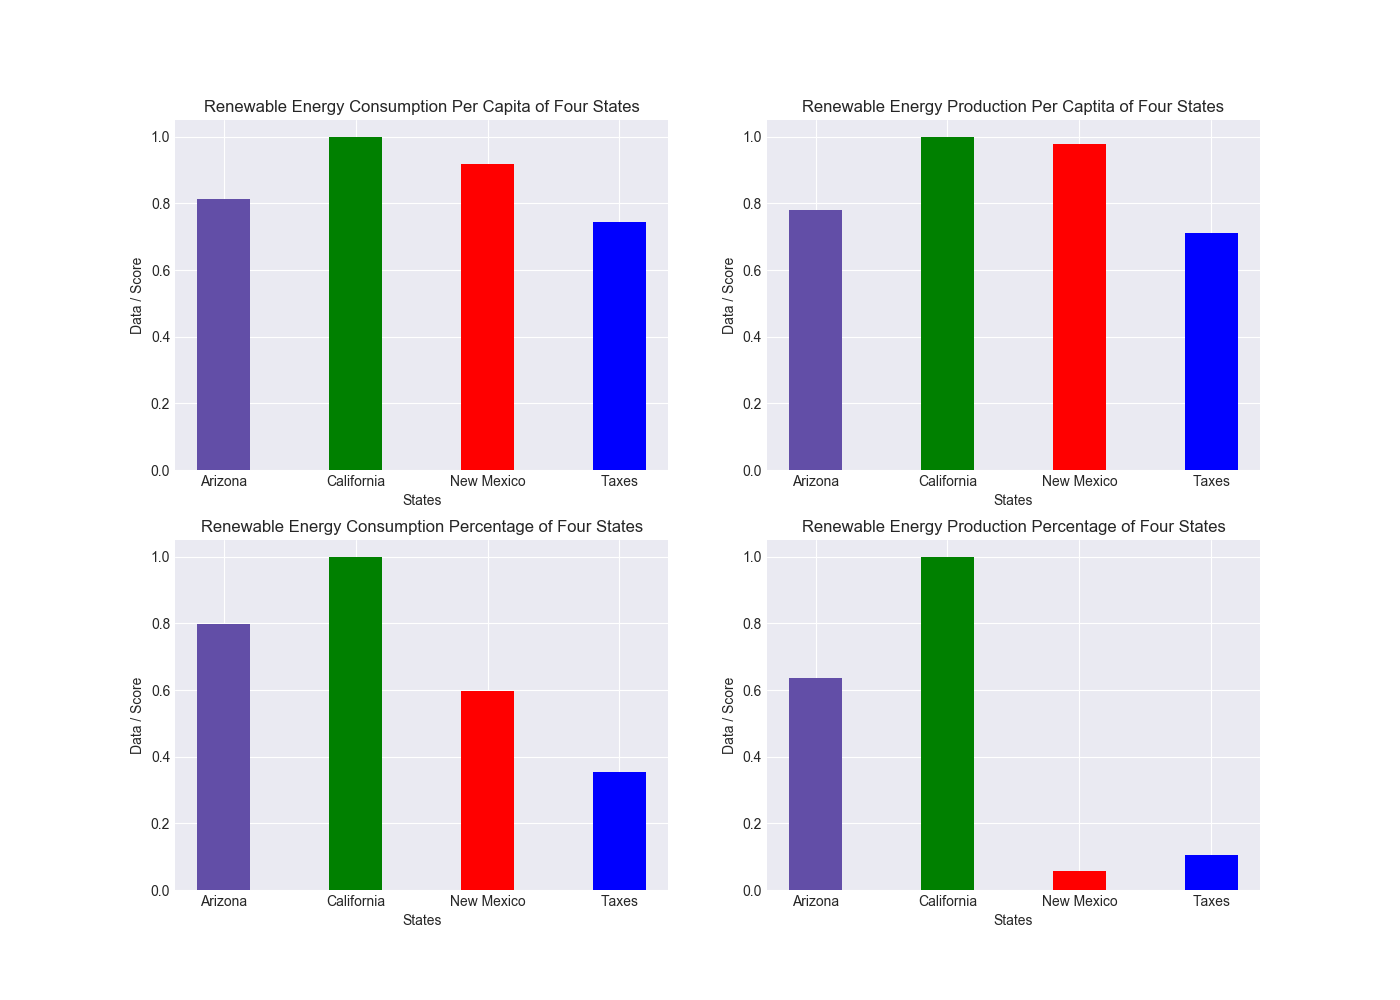 Renewable Energy Consumption Per Capita of Four States
1.0
0.8
0.6
0.4
0.2
0.0
Data / Score
Arizona California New Mexico Taxes
States
Renewable Energy Production Per Captita of Four States
1.0
0.8
0.6
0.4
0.2
0.0
Data / Score
Arizona California New Mexico Taxes
States
Renewable Energy Consumption Percentage of Four States
1.0
0.8
0.6
0.4
0.2
0.0
Data / Score
Arizona California New Mexico Taxes
States
Renewable Energy Production Percentage of Four States
1.0
0.8
0.6
0.4
0.2
0.0
Data / Score
Arizona California New Mexico Taxes
States